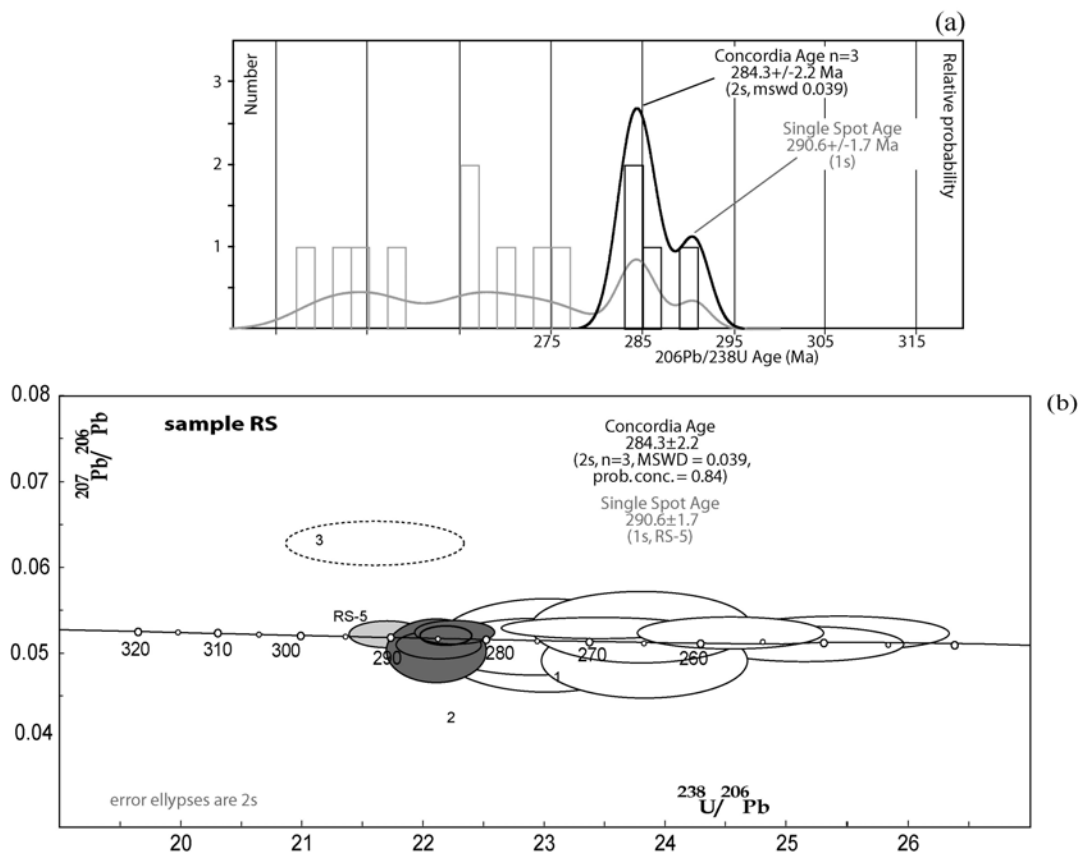 (a)
Number
Relative probability
3
2
1
Concordia Age n=3
284.3+/-2.2 Ma
(2s, mswd 0.039)
Single Spot Age
290.6+/-1.7 Ma
(1s)
275 285 295 305 315
206Pb/238U Age (Ma)
(b)
0.08
0.07
0.06
0.05
0.04
207Pb/206Pb
sample RS
Concordia Age
284.3±2.2
(2s, n=3, MSWD = 0.039,
prob. conc. = 0.84)
Single Spot Age
290.6±1.7
(1s, RS-5)
3
RS-5
320 310 300 290 280 270 260
1
2
error ellypses are 2s
238U/206Pb
20 21 22 23 24 25 26